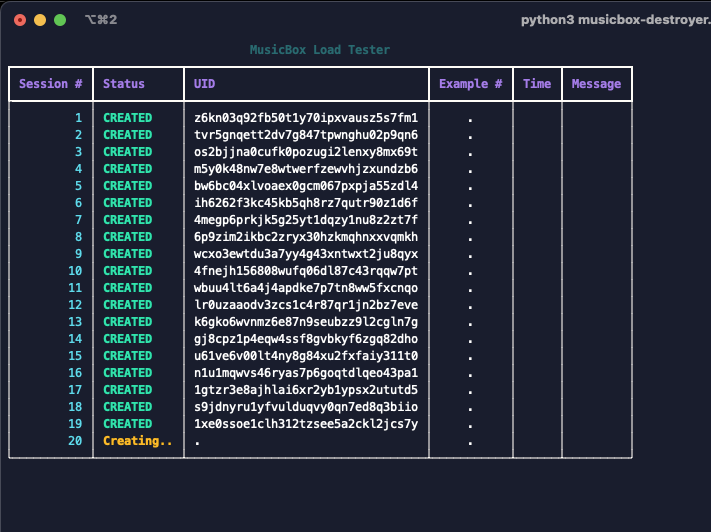 ⌥⌘2 python3 musicbox-destroyer.
MusicBox Load Tester
Session # Status UID Example # Time Message
1 CREATED z6kn03q92fb50t1y70ipxvausz5s7fm1 .
2 CREATED tvr5gnqett2dv7g847tpwnghu02p9qn6 .
3 CREATED os2bjjna0cufk0pozugi2lenxy8mx69t .
4 CREATED m5y0k48nw7e8wtwerfzewvhjzxundzb6 .
5 CREATED bw6bc04xlvoaex0gcm067pxpja55zdl4 .
6 CREATED ih6262f3kc45kb5qh8rz7qutr90z1d6f .
7 CREATED 4megp6prkjk5g25yt1dqzy1nu8z2zt7f .
8 CREATED 6p9zim2ikbc2zryx30hzkmqhnxxvqmkh .
9 CREATED wcxo3ewtdu3a7yy4g43xntwxt2ju8qyx .
10 CREATED 4fnejh156808wufq06dl87c43rqqw7pt .
11 CREATED wbuu4lt6a4j4apdke7p7tn8ww5fxcnqo .
12 CREATED lr0uzaaodv3zcs1c4r87qr1jn2bz7eve .
13 CREATED k6gko6wvnmz6e87n9seubzz9l2cgln7g .
14 CREATED gj8cpz1p4eqw4ssf8gvbkyf6zgq82dho .
15 CREATED u61ve6v00lt4ny8g84xu2fxfaiy311t0 .
16 CREATED n1u1mqwvs46ryas7p6goqtdlqeo43pa1 .
17 CREATED 1gtzr3e8ajhlai6xr2yb1ypsx2ututd5 .
18 CREATED s9jdnyru1yfvulduqvy0qn7ed8q3biio .
19 CREATED 1xe0ssoe1clh312tzsee5a2ckl2jcs7y .
20 Creating.. . .